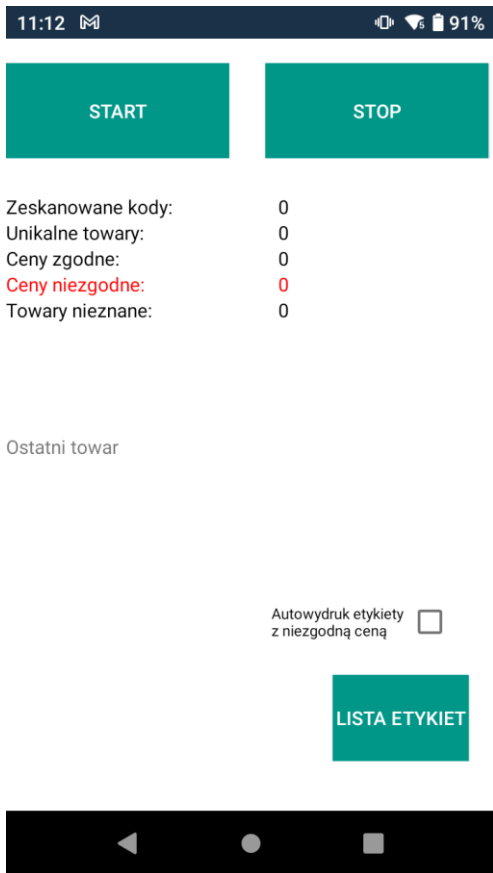 11:12 91%
START STOP
Zeskanowane kody: 0
Unikalne towary: 0
Ceny zgodne: 0
Ceny niezgodne: 0
Towary nieznane: 0
Ostatni towar
Autowydruk etykiety
z niezgodną ceną
LISTA ETYKIET